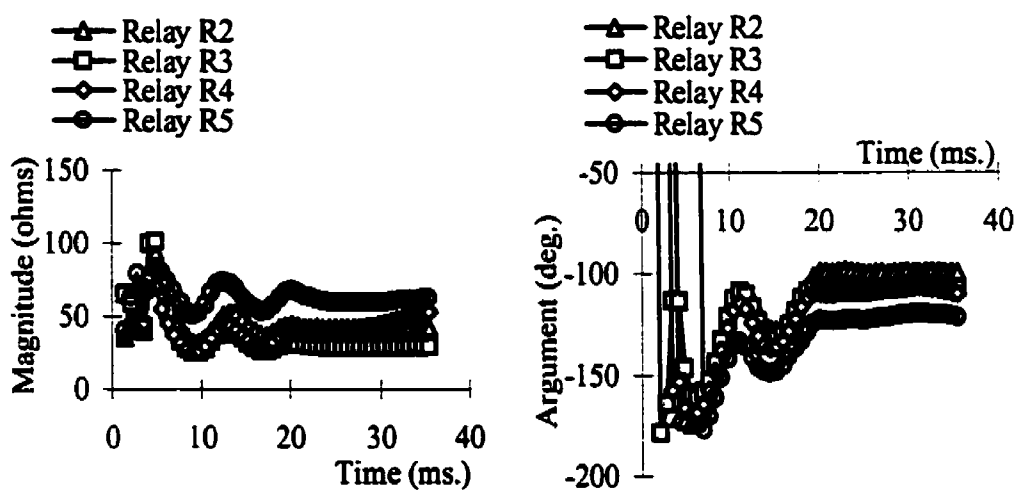 Relay R2
Relay R3
Relay R4
Relay R5
Magnitude (ohms)
150
100
50
0
0 10 20 30 40
Time (ms.)
Relay R2
Relay R3
Relay R4
Relay R5
Time (ms.)
Argument (deg.)
-50
0 10 20 30 40
-100
-150
-200